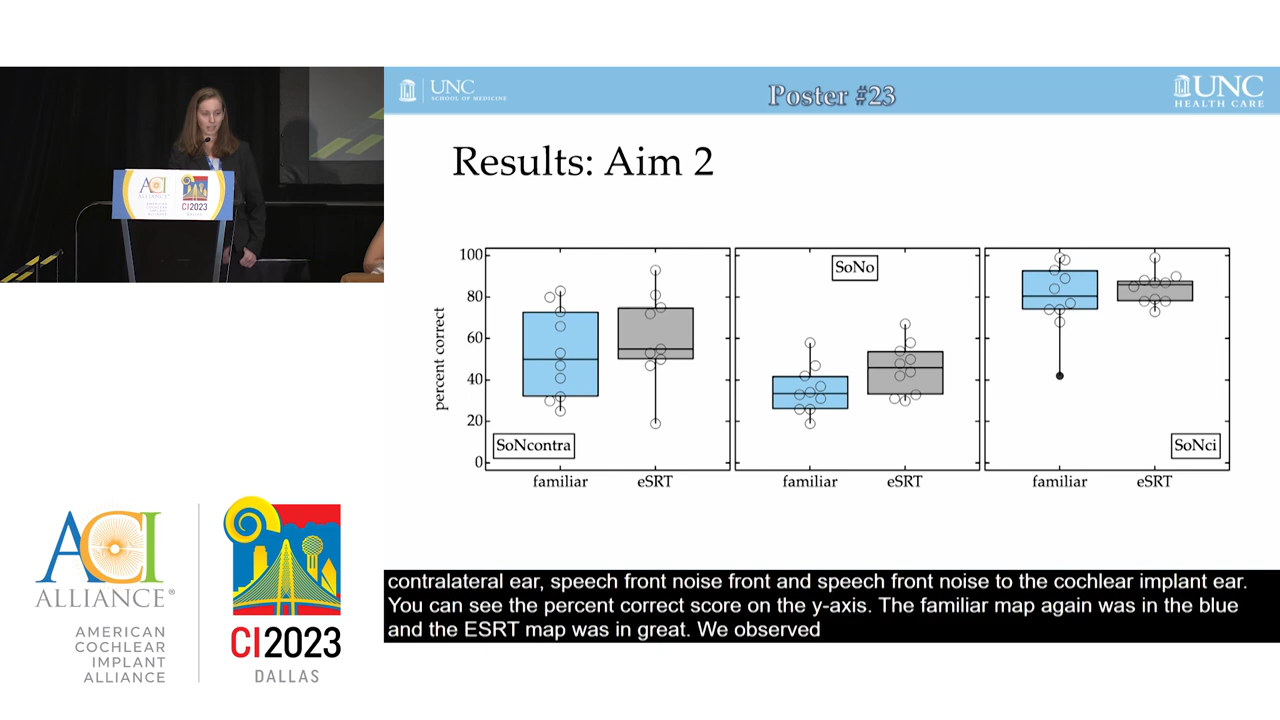 UNC
SCHOOL OF MEDICINE
Poster #23
UNC
HEALTH CARE
Results: Aim 2
percent correct
100
80
60
40
20
0
SoNcontra
SoNo
SoNci
familiar
eSRT
familiar
eSRT
familiar
eSRT
ACI
ALLIANCE
CI2023
DALLAS
ACI
ALLIANCE®
AMERICAN
COCHLEAR
IMPLANT
ALLIANCE
CI2023
DALLAS
contralateral ear, speech front noise front and speech front noise to the cochlear implant ear.
You can see the percent correct score on the y-axis. The familiar map again was in the blue
and the ESRT map was in great. We observed